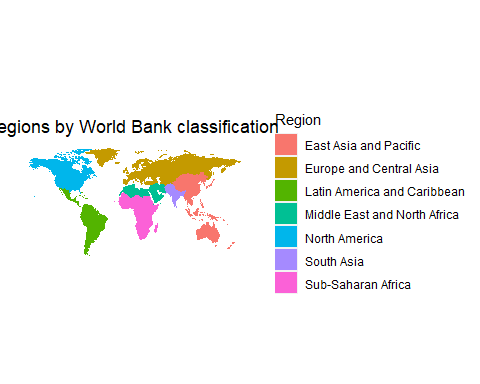 egions by World Bank classification
Region
East Asia and Pacific
Europe and Central Asia
Latin America and Caribbean
Middle East and North Africa
North America
South Asia
Sub-Saharan Africa